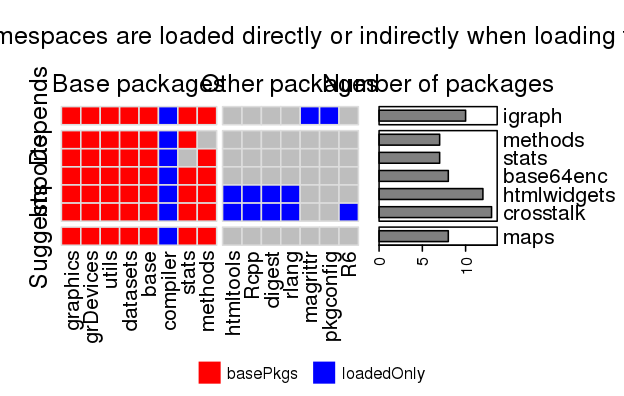 mespaces are loaded directly or indirectly when loading
Base packages
Other packages
Number of packages
Depends
Imports
Suggests
igraph
methods
stats
base64enc
htmlwidgets
crosstalk
maps
graphics
grDevices
utils
datasets
base
compiler
stats
methods
htmltools
Rcpp
digest
rlang
magrittr
pkgconfig
R6
0
5
10
basePkgs
loadedOnly